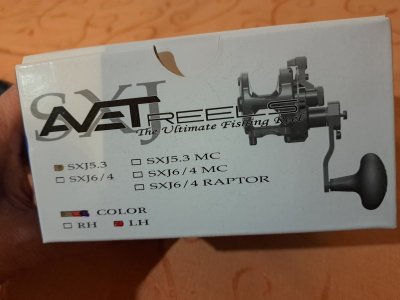 SXJ
AVET REELS
The Ultimate Fishing Reel
SXJ5.3
SXJ6/4
SXJ5.3 MC
SXJ6/4 MC
SXJ6/4 RAPTOR
COLOR
RH LH